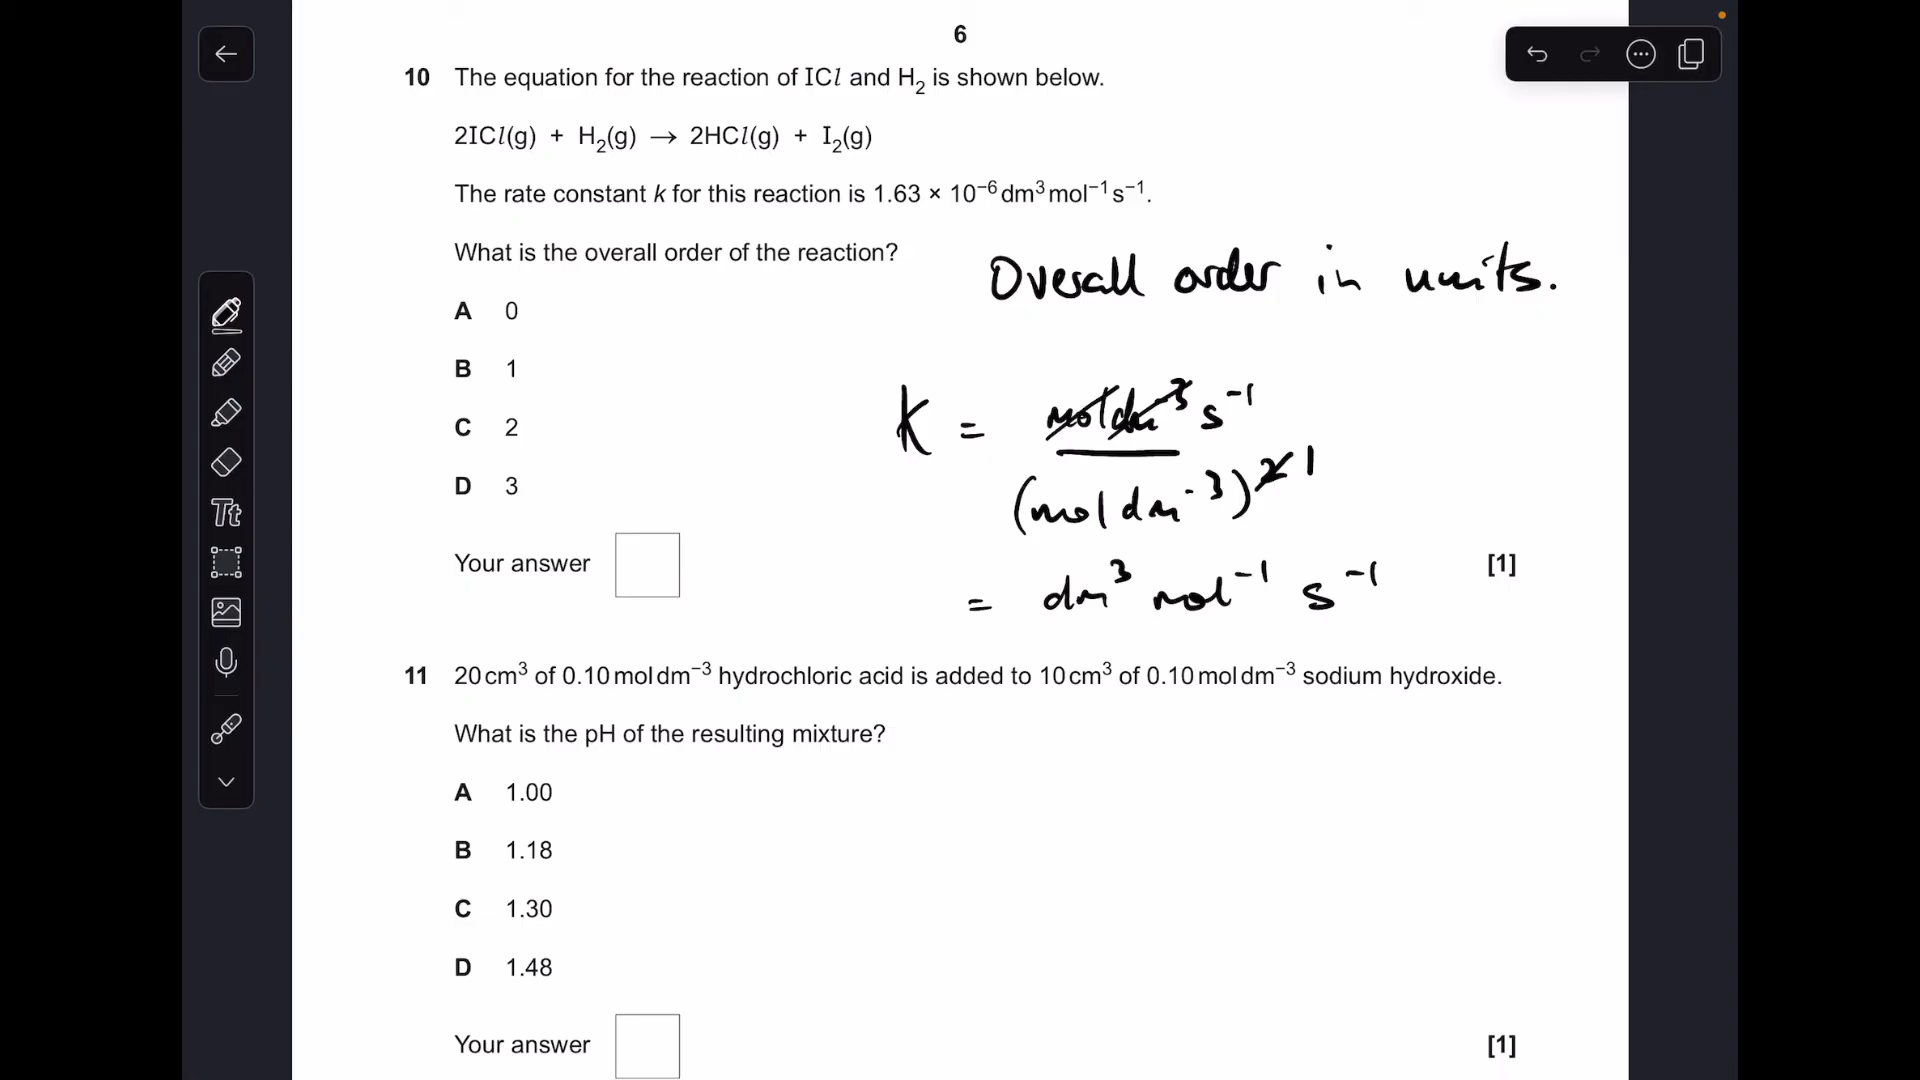 6
10 The equation for the reaction of ICl and H₂ is shown below.
2ICl(g) + H₂(g) → 2HCl(g) + I₂(g)
The rate constant k for this reaction is 1.63 × 10⁻⁶ dm³ mol⁻¹ s⁻¹.
What is the overall order of the reaction?
Overall order in units.
A 0
B 1
C 2
D 3
K = moldm⁻³ s⁻¹
(moldm⁻³)² 1
= dm³ mol⁻¹ s⁻¹
Your answer
[1]
11 20 cm³ of 0.10 mol dm⁻³ hydrochloric acid is added to 10 cm³ of 0.10 mol dm⁻³ sodium hydroxide.
What is the pH of the resulting mixture?
A 1.00
B 1.18
C 1.30
D 1.48
Your answer
[1]
Tt